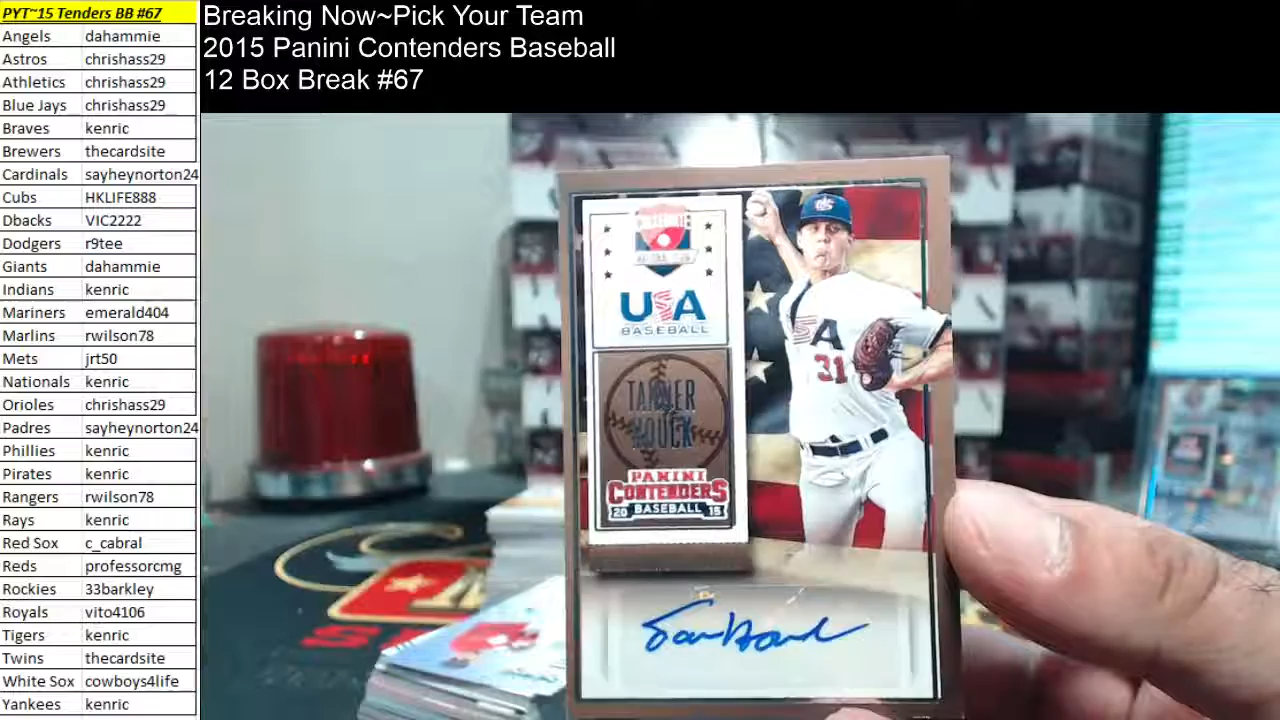 PYT~15 Tenders BB #67
Angels dahammie
Astros chrishass29
Athletics chrishass29
Blue Jays chrishass29
Braves kenric
Brewers thecardsite
Cardinals sayheynorton24
Cubs HKLIFE888
Dbacks VIC2222
Dodgers r9tee
Giants dahammie
Indians kenric
Mariners emerald404
Marlins rwilson78
Mets jrt50
Nationals kenric
Orioles chrishass29
Padres sayheynorton24
Phillies kenric
Pirates kenric
Rangers rwilson78
Rays kenric
Red Sox c_cabral
Reds professorcmg
Rockies 33barkley
Royals vito4106
Tigers kenric
Twins thecardsite
White Sox cowboys4life
Yankees kenric
Breaking Now~Pick Your Team
2015 Panini Contenders Baseball
12 Box Break #67
USA
BASEBALL
TANNER
HOUCK
PANINI
CONTENDERS
20 BASEBALL 15
SA
31